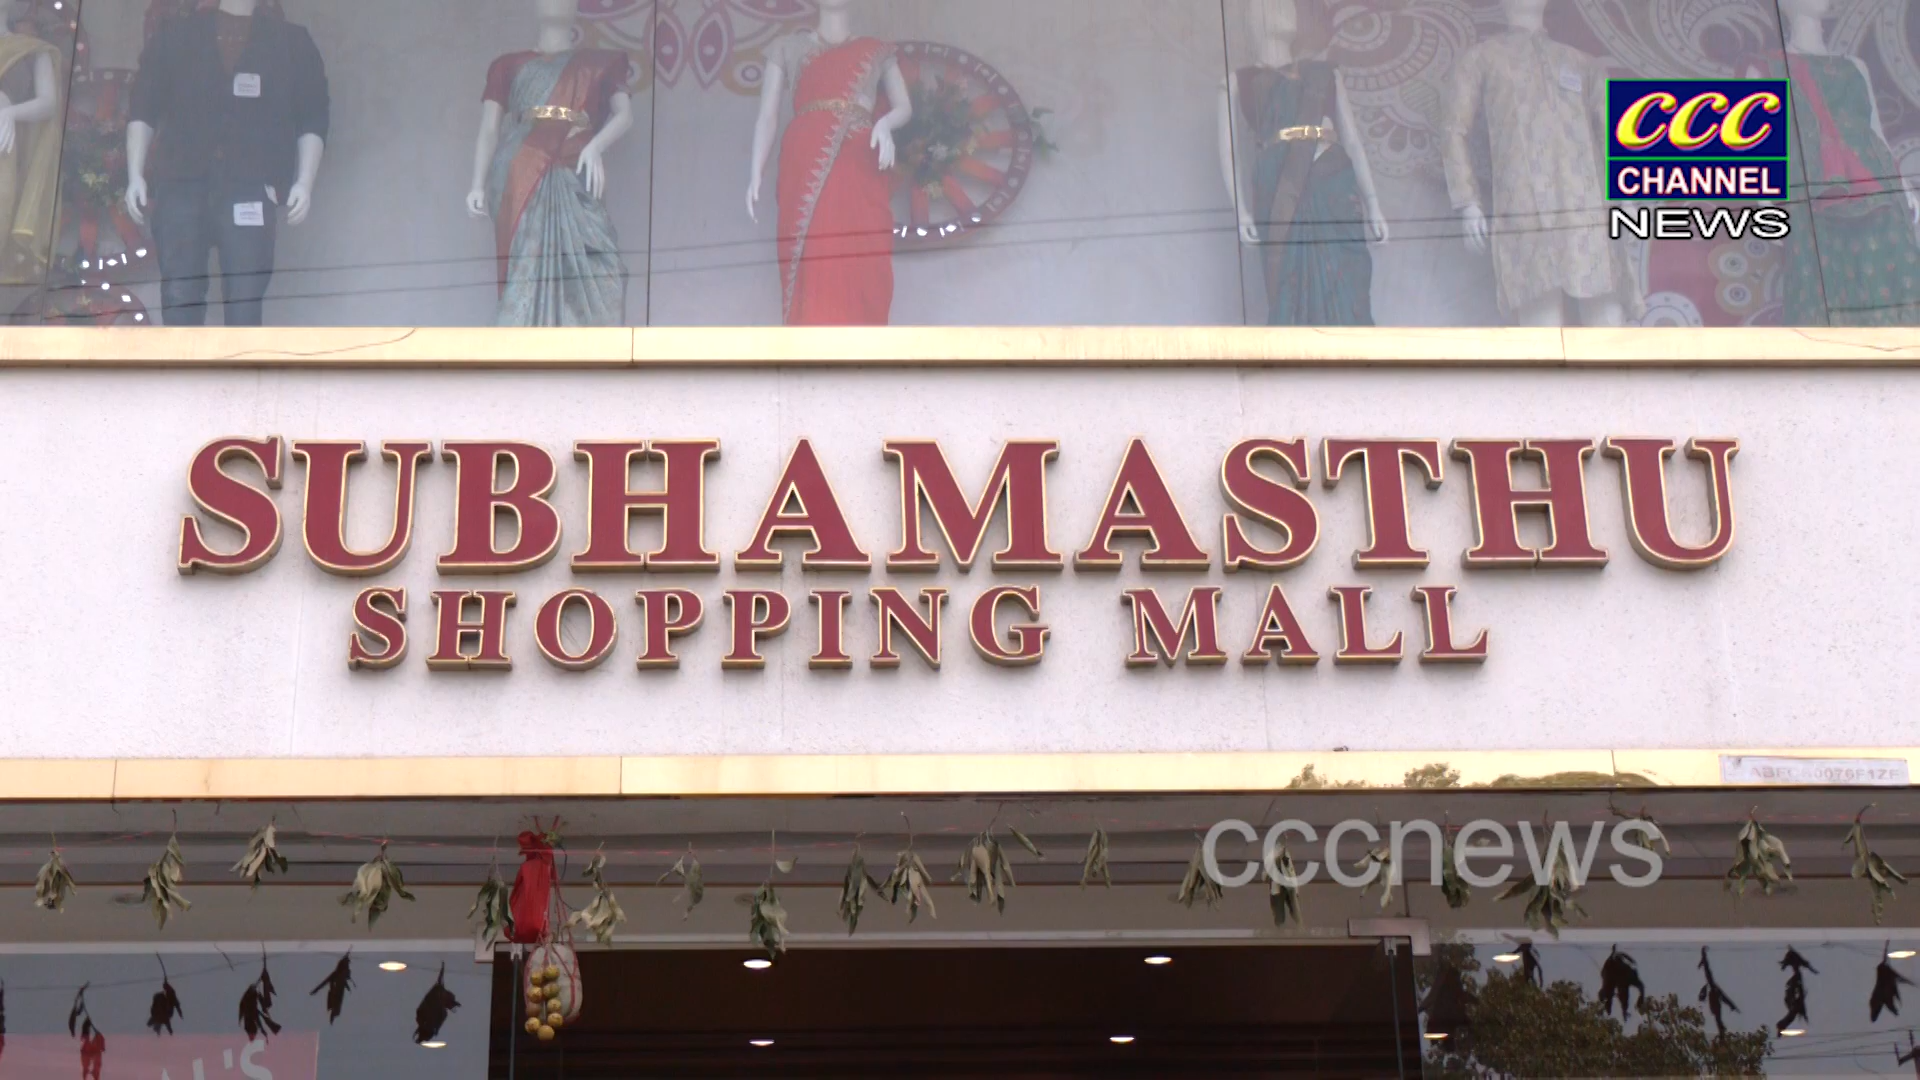 CCC
CHANNEL
NEWS
SUBHAMASTHU
SHOPPING MALL
cccnews